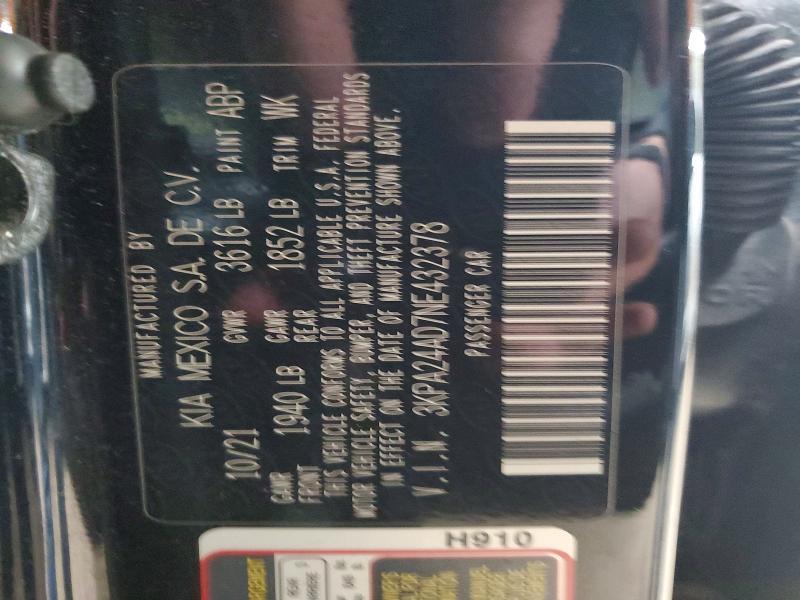 MANUFACTURED BY
KIA MEXICO S.A. DE C.V.
10/21 GVWR 3616 LB PAINT ABP
GAWR FRONT 1940 LB GAWR REAR 1852 LB TRIM WK
THIS VEHICLE CONFORMS TO ALL APPLICABLE U.S.A. FEDERAL
MOTOR VEHICLE SAFETY, BUMPER, AND THEFT PREVENTION STANDARDS
IN EFFECT ON THE DATE OF MANUFACTURE SHOWN ABOVE.
V.I.N. 3KPA24AD7NE432378
PASSENGER CAR
H910
REAR